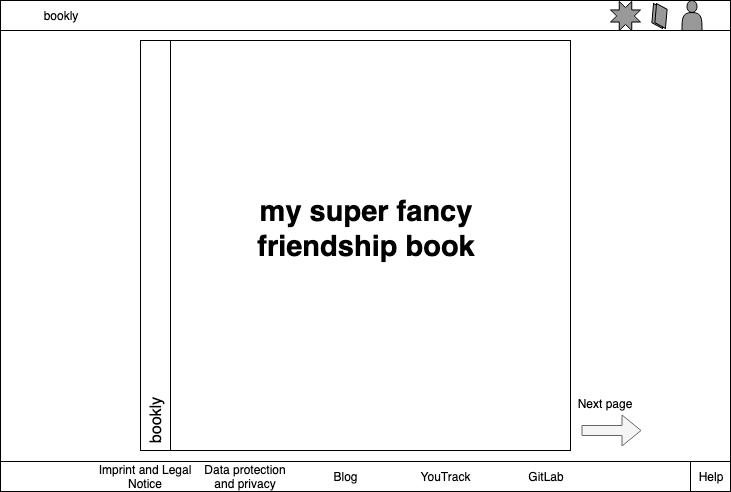 bookly
my super fancy
friendship book
bookly
Next page
Imprint and Legal
Notice
Data protection
and privacy
Blog
YouTrack
GitLab
Help